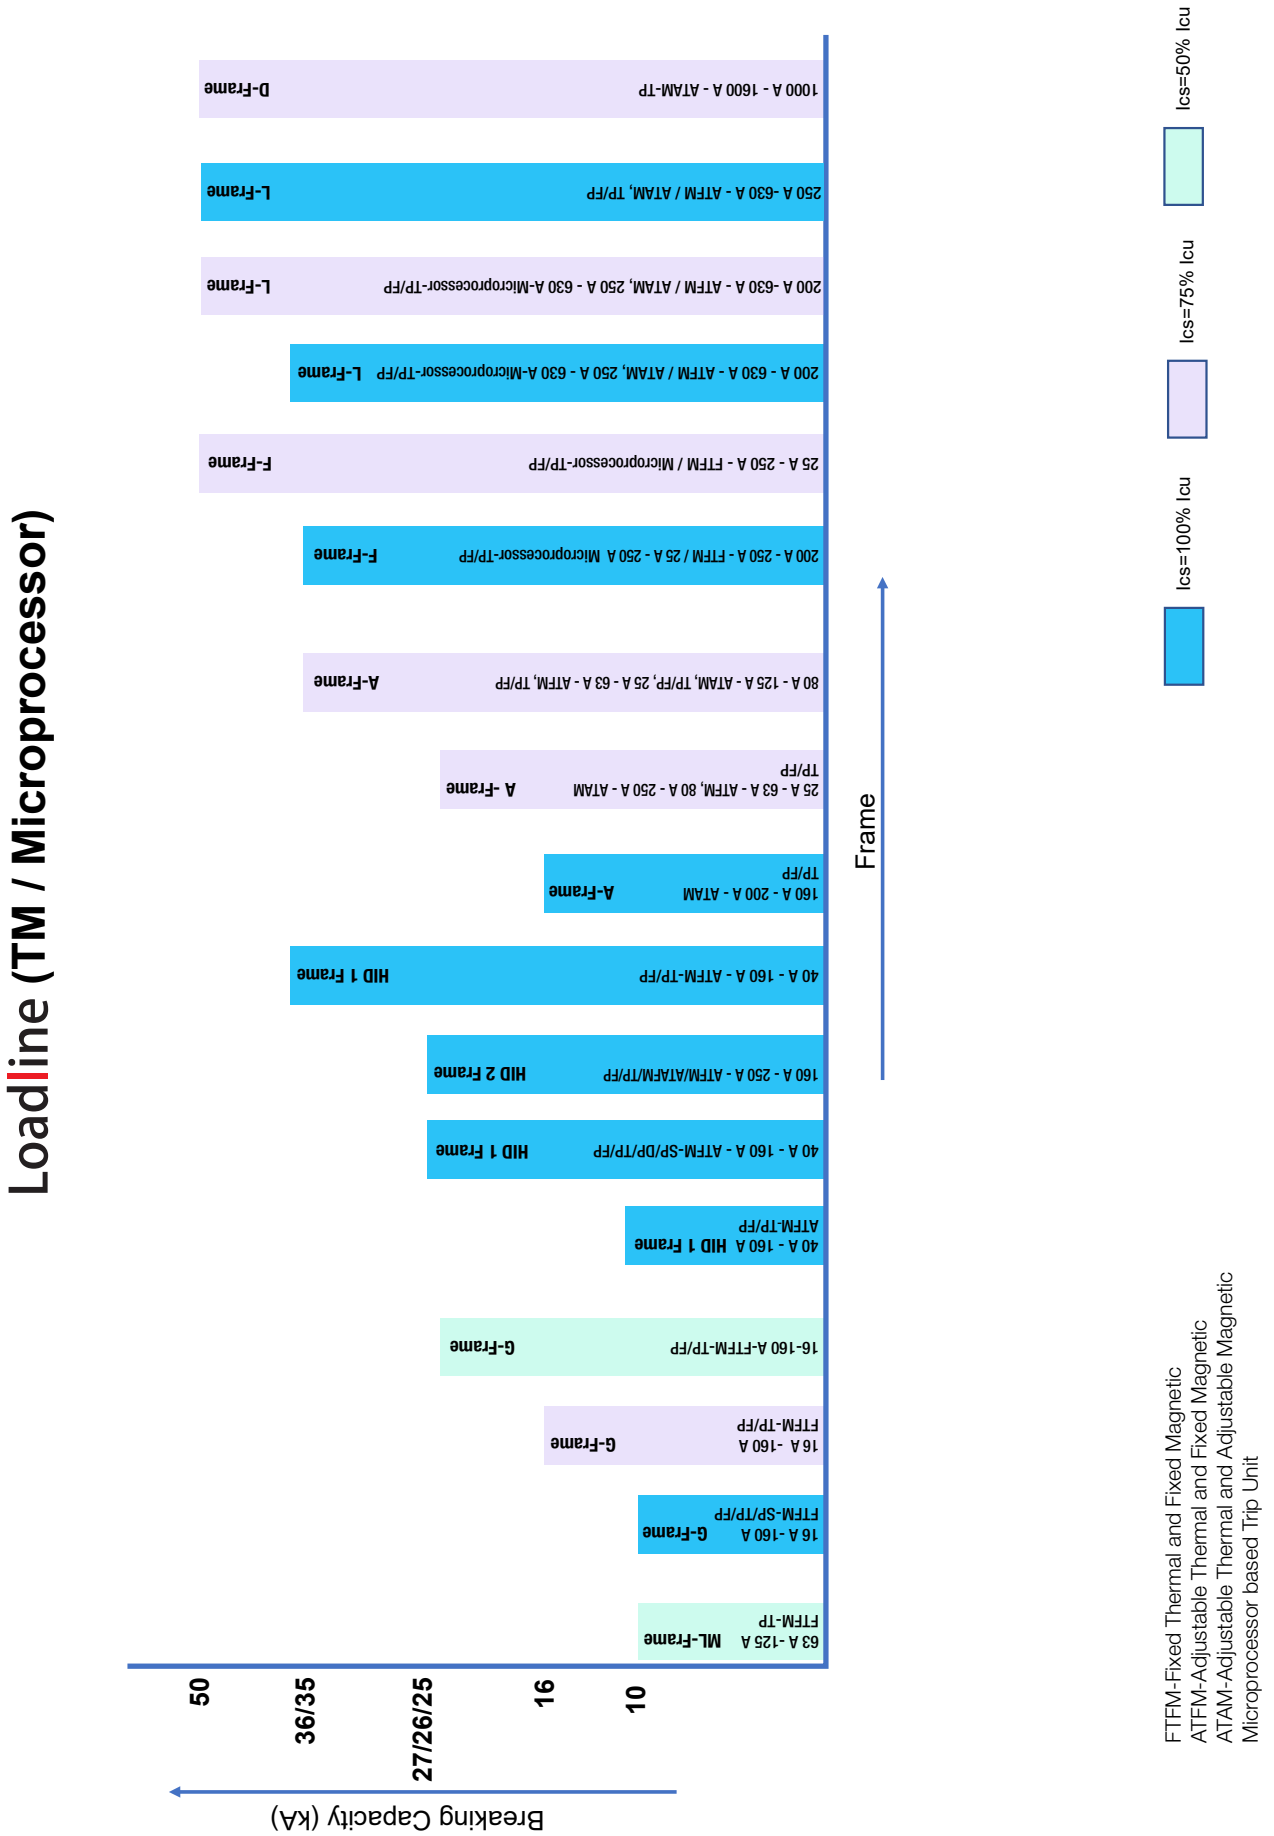 Loadline (TM / Microprocessor)
Breaking Capacity (kA)
50
36/35
27/26/25
16
10
ML-Frame
63 A -125 A
FTFM-TP
G-Frame
16 A -160 A
FTFM-SP/TP/FP
G-Frame
16 A -160 A
FTFM-TP/FP
G-Frame
16-160 A-FTFM-TP/FP
HID 1 Frame
40 A - 160 A
ATFM-TP/FP
HID 1 Frame
40 A - 160 A - ATFM-SP/DP/TP/FP
HID 2 Frame
160 A - 250 A - ATFM/ATAFM/TP/FP
HID 1 Frame
40 A - 160 A - ATFM-TP/FP
A-Frame
160 A - 200 A - ATAM
TP/FP
A -Frame
25 A - 63 A - ATFM, 80 A - 250 A - ATAM
TP/FP
A-Frame
80 A - 125 A - ATAM, TP/FP, 25 A - 63 A - ATFM, TP/FP
F-Frame
200 A - 250 A - FTFM / 25 A - 250 A Microprocessor-TP/FP
F-Frame
25 A - 250 A - FTFM / Microprocessor-TP/FP
L-Frame
200 A - 630 A - ATFM / ATAM, 250 A - 630 A-Microprocessor-TP/FP
L-Frame
200 A -630 A - ATFM / ATAM, 250 A - 630 A-Microprocessor-TP/FP
L-Frame
250 A -630 A - ATFM / ATAM, TP/FP
D-Frame
1000 A - 1600 A - ATAM-TP
Frame
FTFM-Fixed Thermal and Fixed Magnetic
ATFM-Adjustable Thermal and Fixed Magnetic
ATAM-Adjustable Thermal and Adjustable Magnetic
Microprocessor based Trip Unit
Ics=100% Icu
Ics=75% Icu
Ics=50% Icu